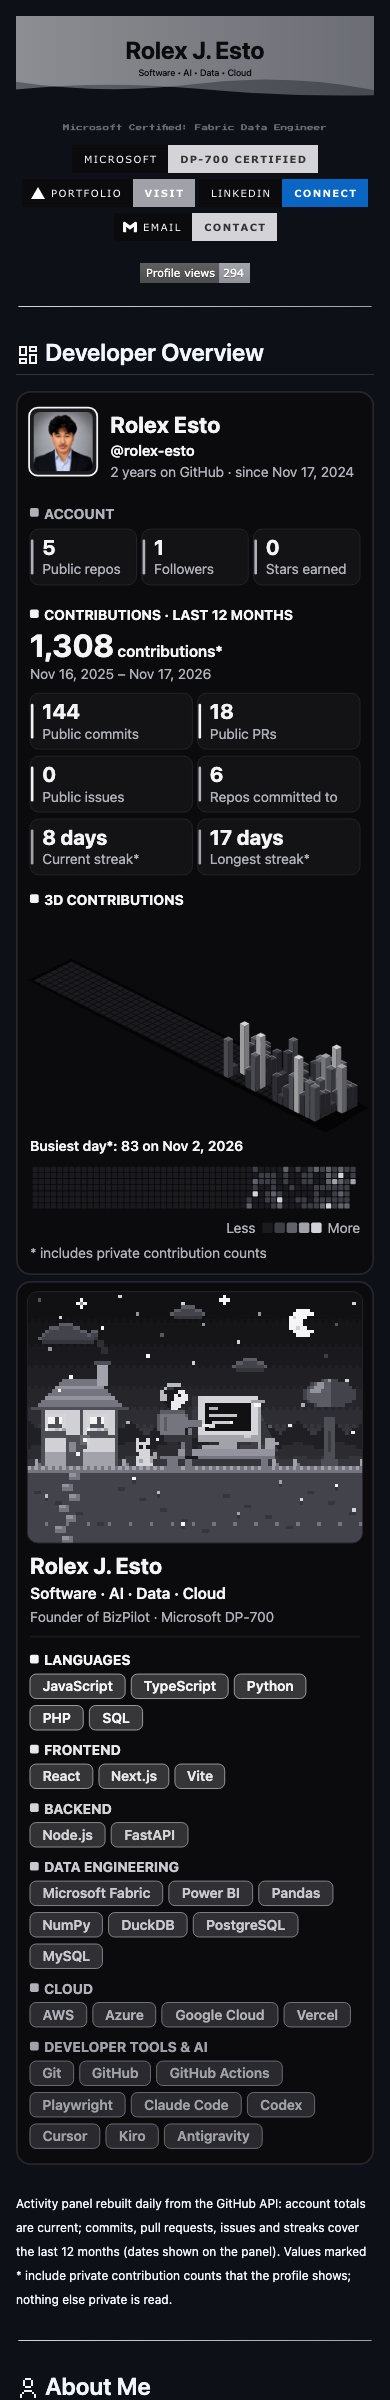 Rolex J. Esto
Software • AI • Data • Cloud
Microsoft Certified: Fabric Data Engineer
MICROSOFT DP-700 CERTIFIED
PORTFOLIO VISIT LINKEDIN CONNECT
EMAIL CONTACT
Profile views 294
Developer Overview
Rolex Esto
@rolex-esto
2 years on GitHub · since Nov 17, 2024
ACCOUNT
5 1 0
Public repos Followers Stars earned
CONTRIBUTIONS · LAST 12 MONTHS
1,308 contributions*
Nov 16, 2025 – Nov 17, 2026
144 18
Public commits Public PRs
0 6
Public issues Repos committed to
8 days 17 days
Current streak* Longest streak*
3D CONTRIBUTIONS
Busiest day*: 83 on Nov 2, 2026
Less More
* includes private contribution counts
Rolex J. Esto
Software · AI · Data · Cloud
Founder of BizPilot · Microsoft DP-700
LANGUAGES
JavaScript TypeScript Python
PHP SQL
FRONTEND
React Next.js Vite
BACKEND
Node.js FastAPI
DATA ENGINEERING
Microsoft Fabric Power BI Pandas
NumPy DuckDB PostgreSQL
MySQL
CLOUD
AWS Azure Google Cloud Vercel
DEVELOPER TOOLS & AI
Git GitHub GitHub Actions
Playwright Claude Code Codex
Cursor Kiro Antigravity
Activity panel rebuilt daily from the GitHub API: account totals
are current; commits, pull requests, issues and streaks cover
the last 12 months (dates shown on the panel). Values marked
* include private contribution counts that the profile shows;
nothing else private is read.
About Me